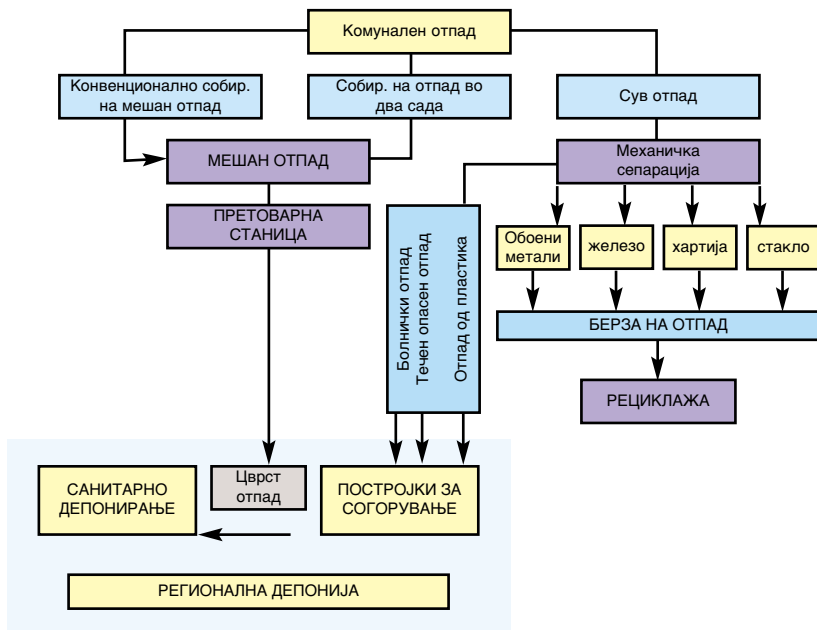 Комунален отпад
Конвенционално собир.
на мешан отпад
Собир. на отпад во
два сада
Сув отпад
МЕШАН ОТПАД
Механичка
сепарација
ПРЕТОВАРНА
СТАНИЦА
Болнички отпад
Течен опасен отпад
Отпад од пластика
Обоени
метали
железо
хартија
стакло
БЕРЗА НА ОТПАД
РЕЦИКЛАЖА
САНИТАРНО
ДЕПОНИРАЊЕ
Цврст
отпад
ПОСТРОЈКИ ЗА
СОГОРУВАЊЕ
РЕГИОНАЛНА ДЕПОНИЈА